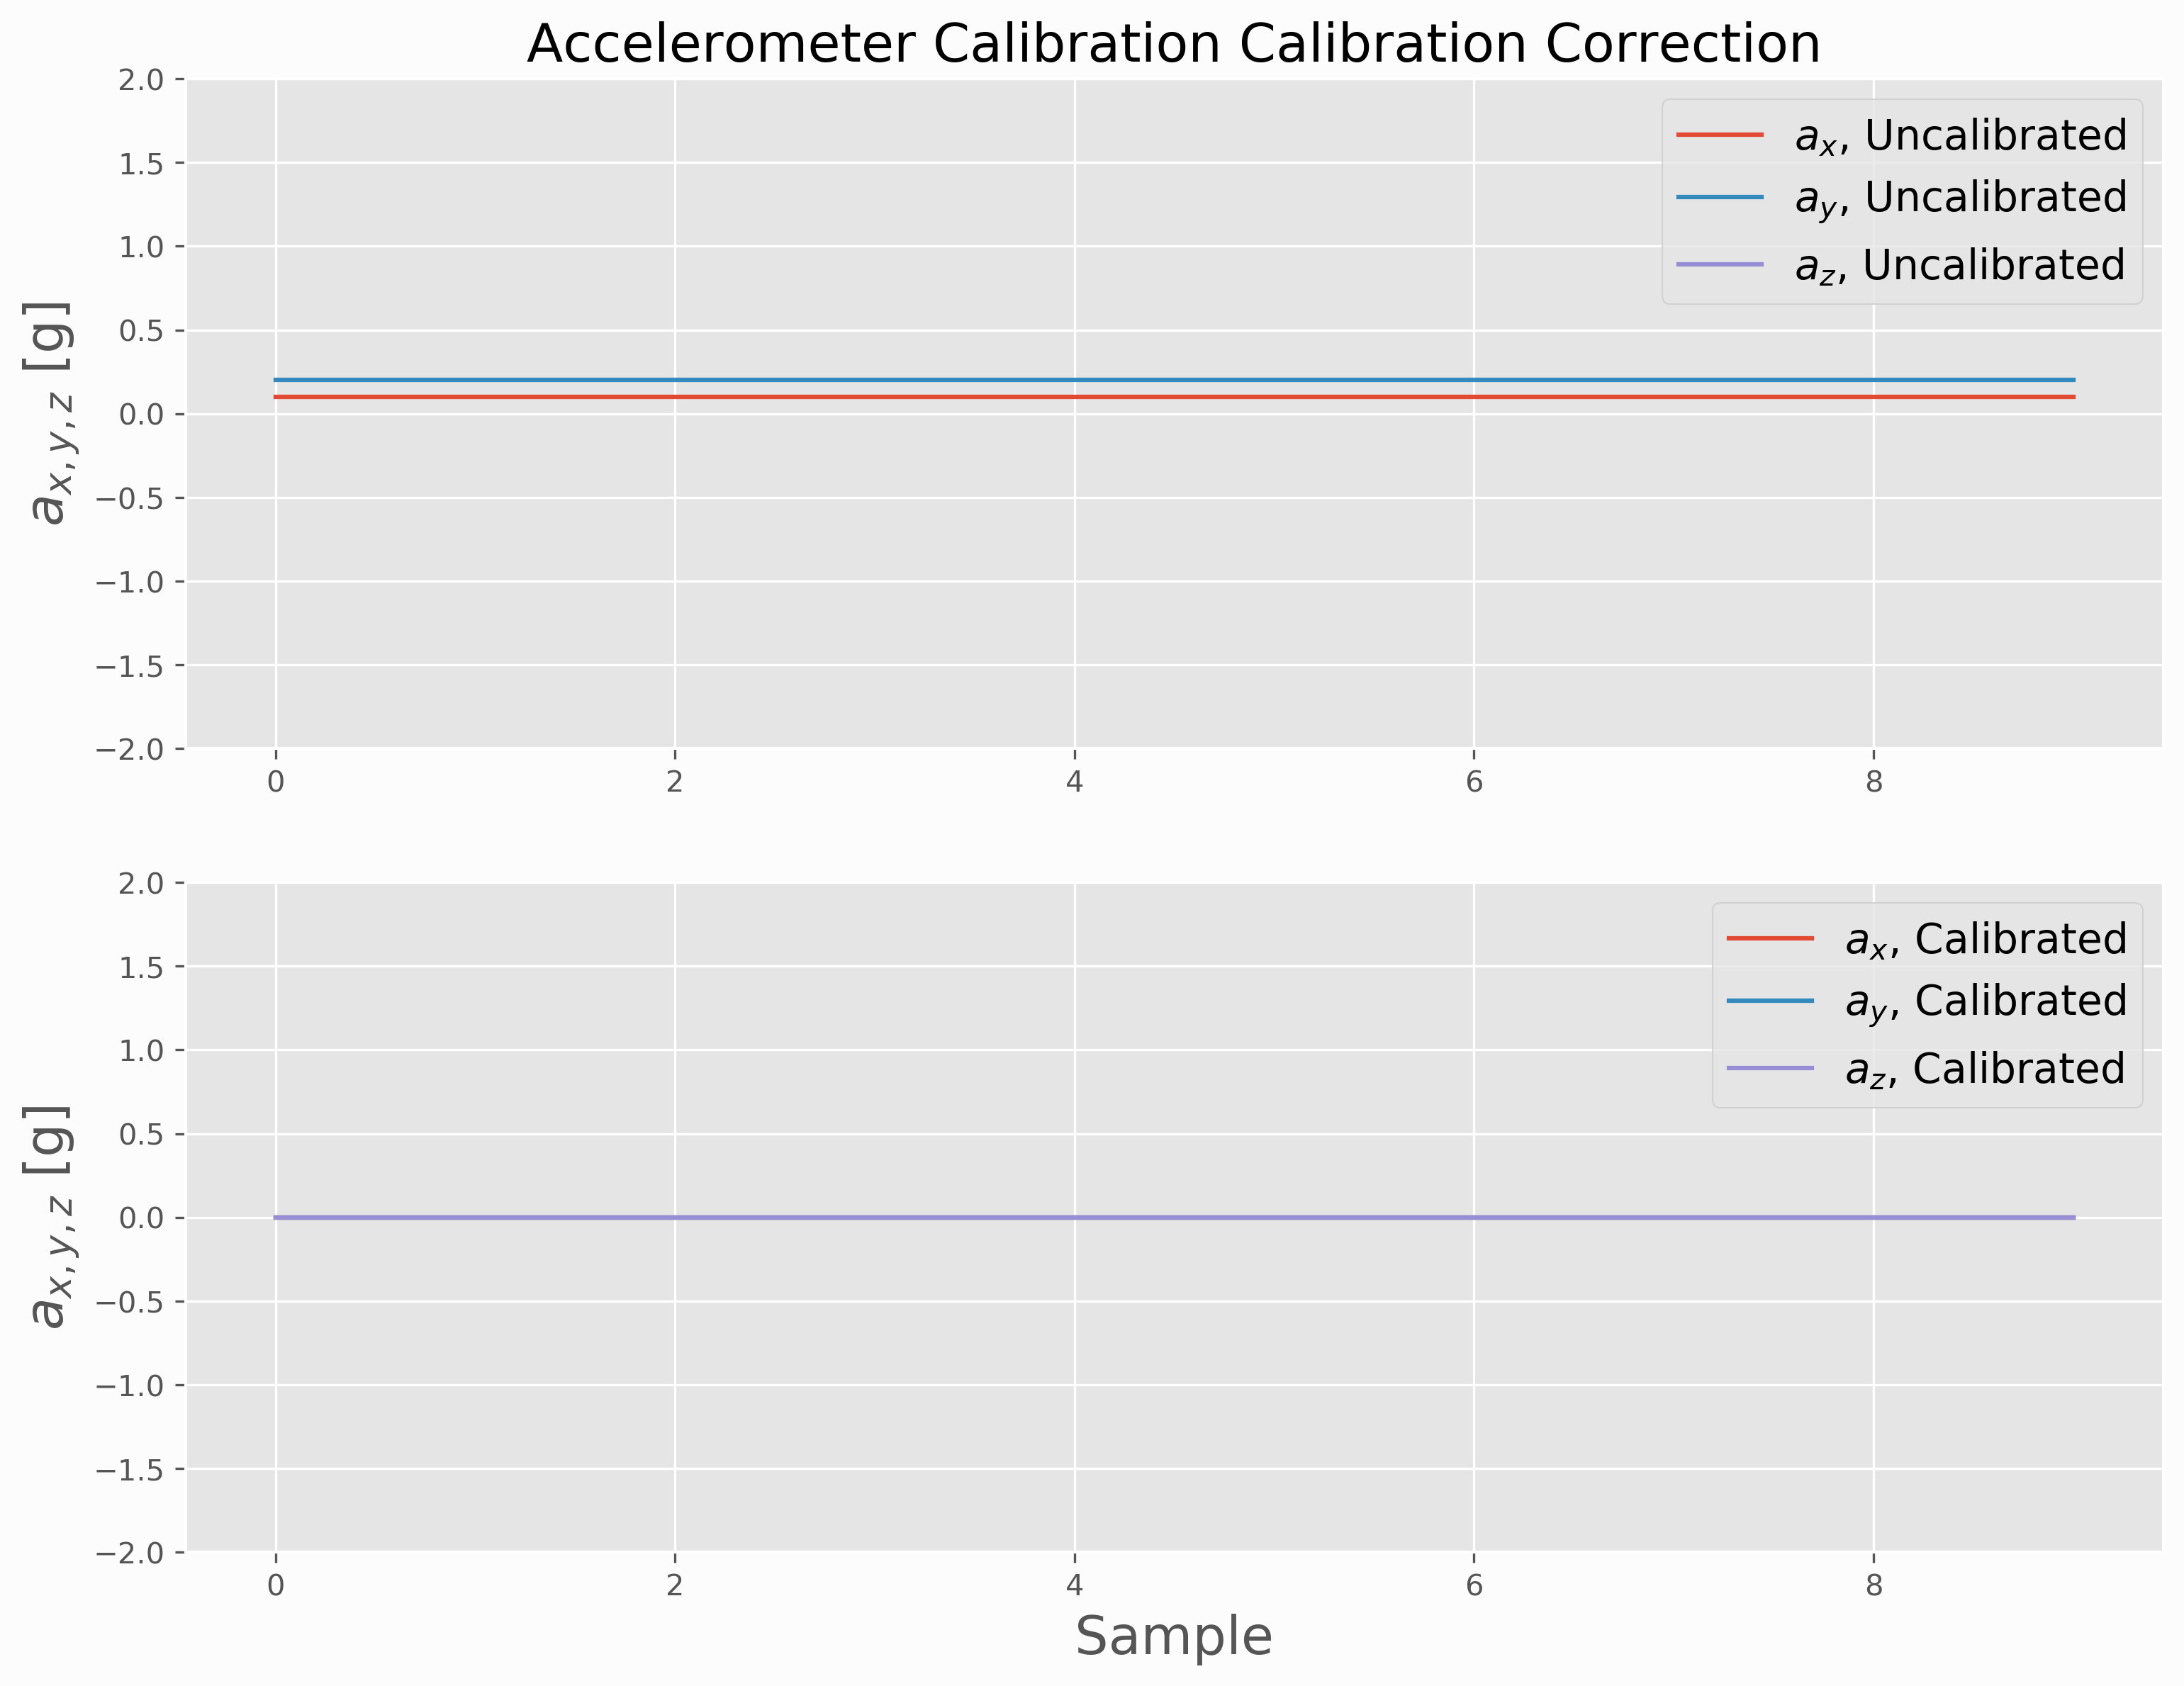 Accelerometer Calibration Calibration Correction
2.0
1.5
1.0
0.5
0.0
−0.5
−1.0
−1.5
−2.0
a_x,y,z [g]
a_x, Uncalibrated
a_y, Uncalibrated
a_z, Uncalibrated
0 2 4 6 8
2.0
1.5
1.0
0.5
0.0
−0.5
−1.0
−1.5
−2.0
a_x,y,z [g]
a_x, Calibrated
a_y, Calibrated
a_z, Calibrated
0 2 4 6 8
Sample